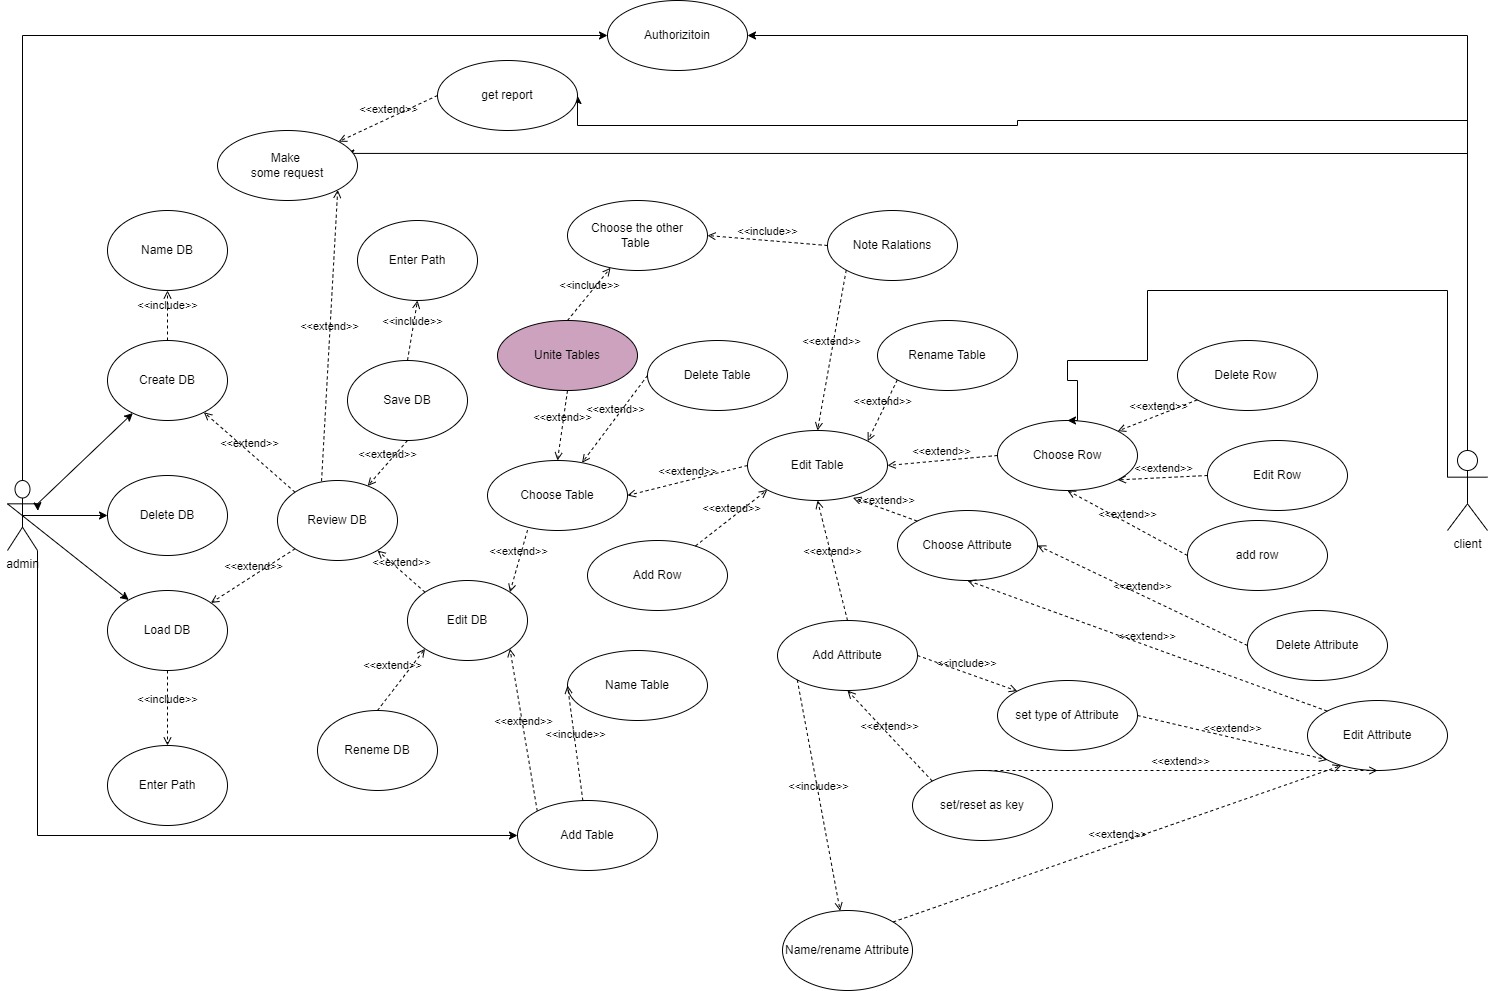 Authorizitoin
get report
<<extend>>
Make
some request
Choose the other
Table
<<include>>
Note Ralations
Name DB
Enter Path
<<include>>
<<include>>
<<include>>
<<extend>>
<<extend>>
Unite Tables
Rename Table
Delete Table
Delete Row
Create DB
Save DB
<<extend>>
<<extend>>
<<extend>>
<<extend>>
<<extend>>
<<extend>>
<<extend>>
Edit Table
<<extend>>
Choose Row
<<extend>>
Edit Row
<<extend>>
Choose Table
<<extend>>
Delete DB
Review DB
<<extend>>
<<extend>>
Choose Attribute
client
<<extend>>
<<extend>>
add row
admin
<<extend>>
<<extend>>
Add Row
<<extend>>
Load DB
Edit DB
<<extend>>
Delete Attribute
Add Attribute
<<include>>
<<extend>>
Name Table
<<include>>
set type of Attribute
<<extend>>
<<include>>
<<extend>>
<<extend>>
Edit Attribute
Reneme DB
<<extend>>
Enter Path
<<include>>
set/reset as key
Add Table
<<extend>>
Name/rename Attribute